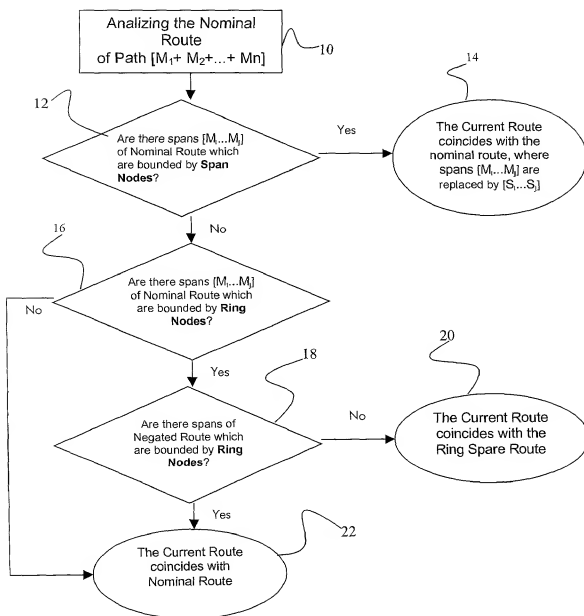 Analizing the Nominal
Route
of Path [M₁+ M₂+...+ Mn]
10
12
Are there spans [Mᵢ...Mⱼ]
of Nominal Route which
are bounded by Span
Nodes?
Yes
14
The Current Route
coincides with the
nominal route, where
spans [Mᵢ...Mⱼ] are
replaced by [Sᵢ...Sⱼ]
No
16
Are there spans [Mᵢ...Mⱼ]
of Nominal Route which
are bounded by Ring
Nodes?
No
Yes
18
Are there spans of
Negated Route which
are bounded by Ring
Nodes?
No
20
The Current Route
coincides with the
Ring Spare Route
Yes
22
The Current Route
coincides with
Nominal Route